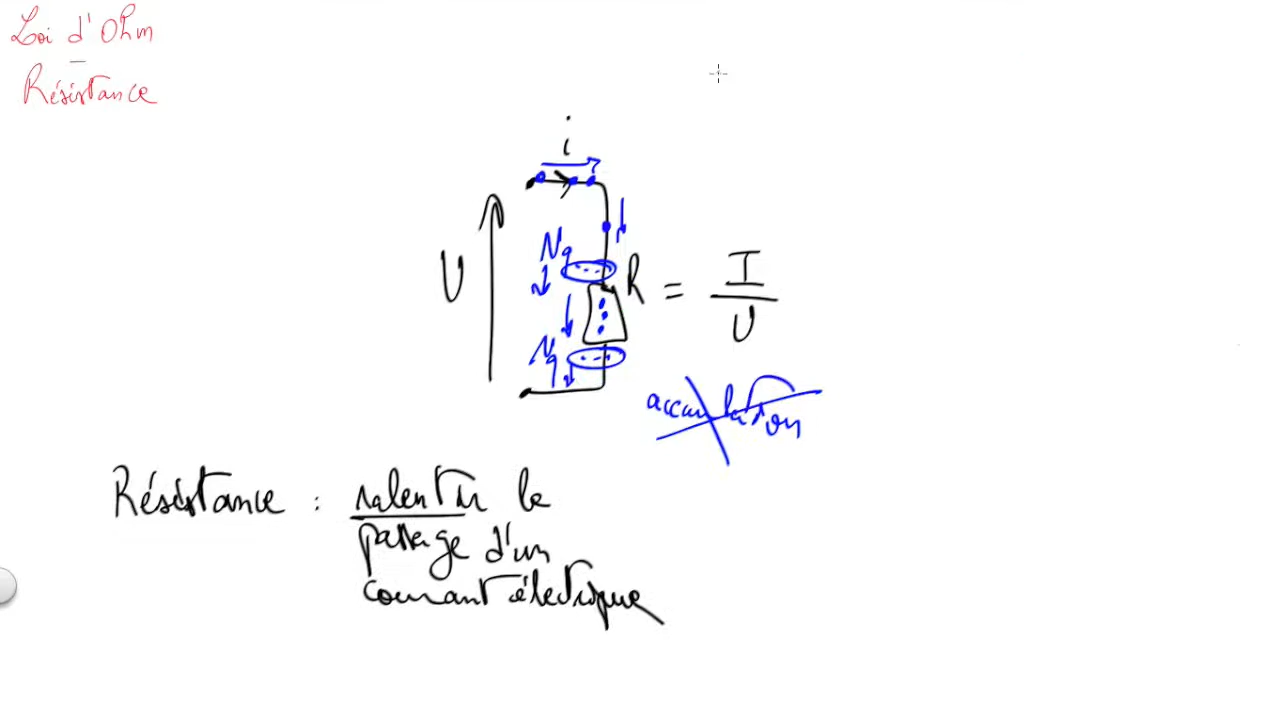 Loi d'Ohm
Résistance
i
U
Nq
R = I / U
Nq
accumulation
Résistance : ralentir le
passage d'un
courant électrique